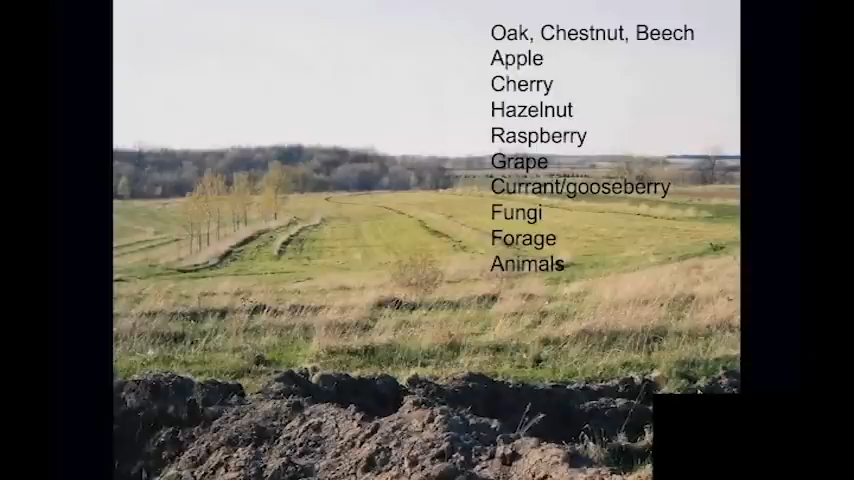 Oak, Chestnut, Beech
Apple
Cherry
Hazelnut
Raspberry
Grape
Currant/gooseberry
Fungi
Forage
Animals